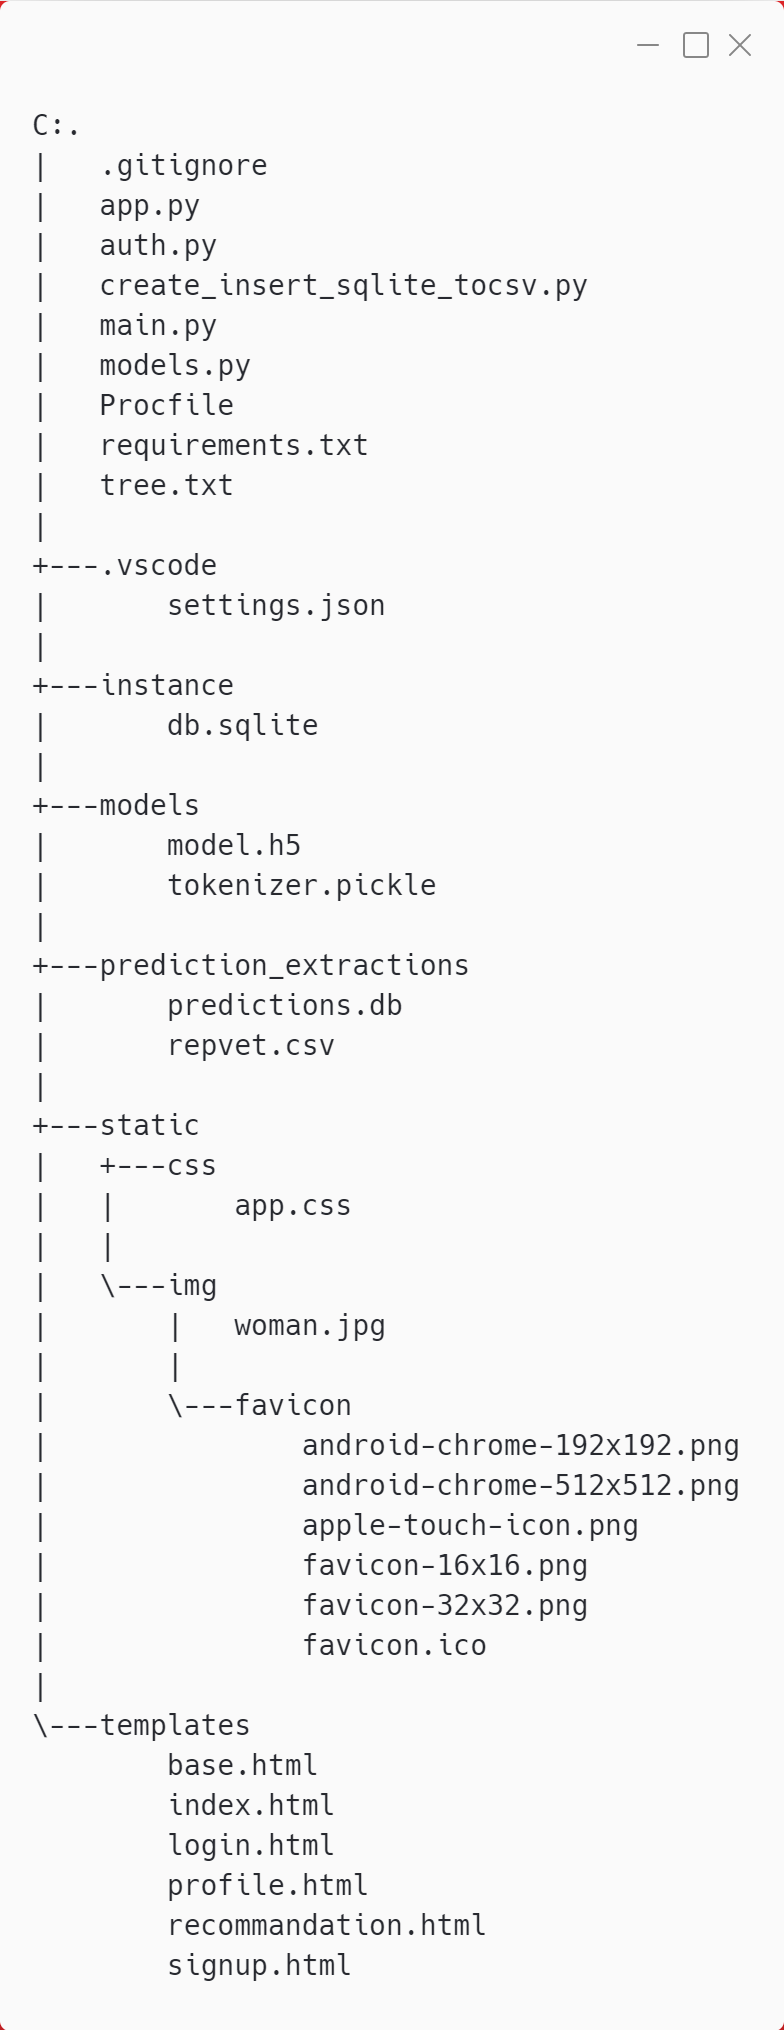 C:.
|   .gitignore
|   app.py
|   auth.py
|   create_insert_sqlite_tocsv.py
|   main.py
|   models.py
|   Procfile
|   requirements.txt
|   tree.txt
|
+---.vscode
|       settings.json
|
+---instance
|       db.sqlite
|
+---models
|       model.h5
|       tokenizer.pickle
|
+---prediction_extractions
|       predictions.db
|       repvet.csv
|
+---static
|   +---css
|   |       app.css
|   |
|   \---img
|       |   woman.jpg
|       |
|       \---favicon
|               android-chrome-192x192.png
|               android-chrome-512x512.png
|               apple-touch-icon.png
|               favicon-16x16.png
|               favicon-32x32.png
|               favicon.ico
|
\---templates
        base.html
        index.html
        login.html
        profile.html
        recommandation.html
        signup.html